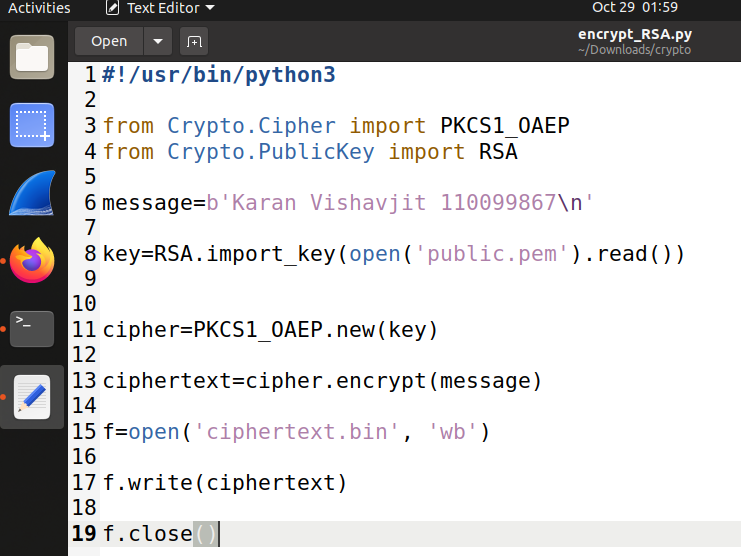 Activities Text Editor Oct 29 01:59
Open encrypt_RSA.py
~/Downloads/crypto
1 #!/usr/bin/python3
2
3 from Crypto.Cipher import PKCS1_OAEP
4 from Crypto.PublicKey import RSA
5
6 message=b'Karan Vishavjit 110099867\n'
7
8 key=RSA.import_key(open('public.pem').read())
9
10
11 cipher=PKCS1_OAEP.new(key)
12
13 ciphertext=cipher.encrypt(message)
14
15 f=open('ciphertext.bin', 'wb')
16
17 f.write(ciphertext)
18
19 f.close()
>_